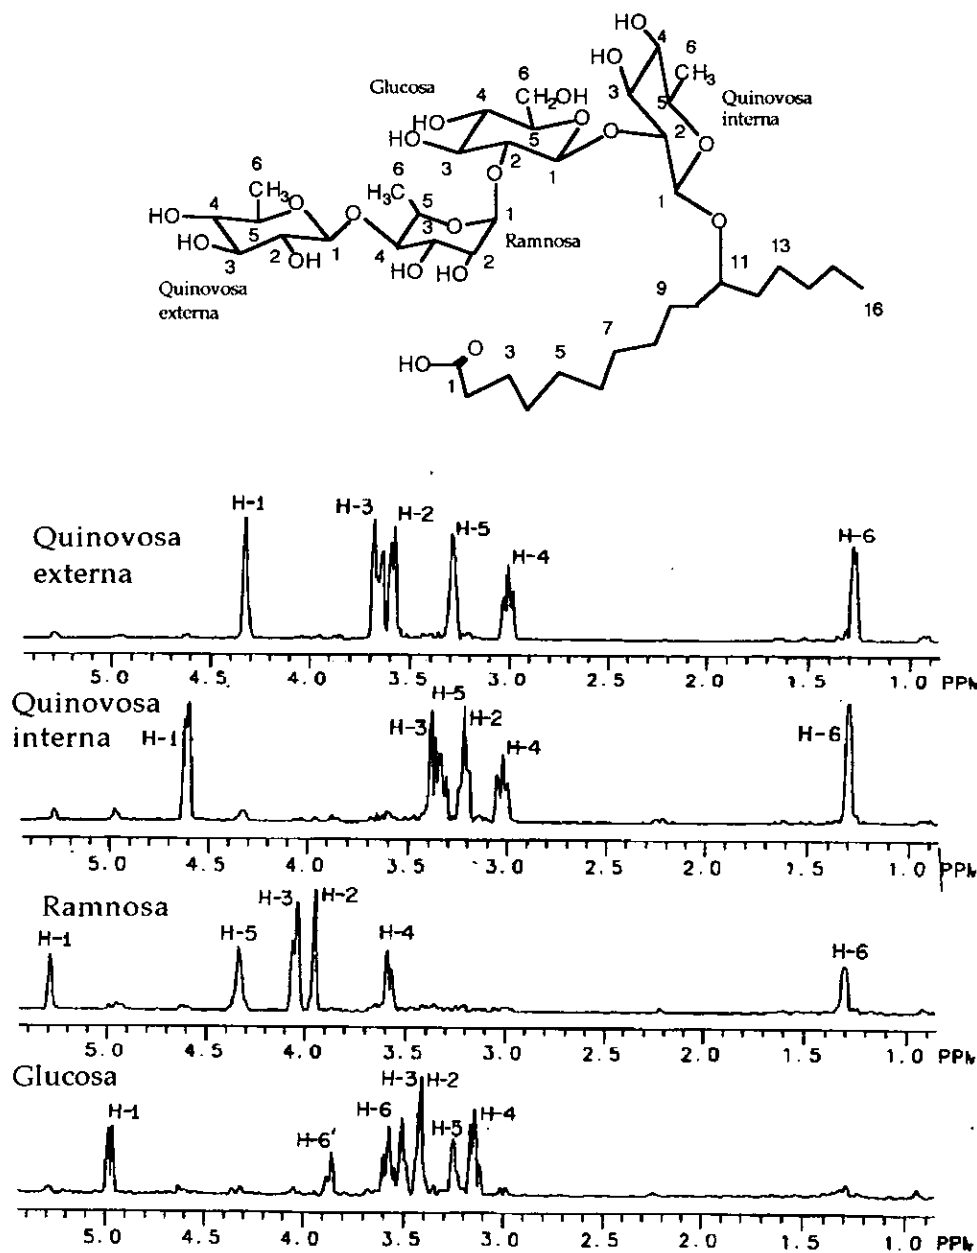 HO
4
6
HO
CH3
3
5
Quinovosa
interna
2
O
1
O
Glucosa
6
CH2OH
4
HO
HO
5
O
O
3
2
1
O
6
H3C
5
3
O
1
Ramnosa
4
HO
HO
2
6
CH3
4
HO
5
O
O
HO
3
2
OH
1
Quinovosa
externa
HO
O
1
3
5
7
9
11
13
16
Quinovosa
externa
H-1
H-3
H-2
H-5
H-4
H-6
5.0 4.5 4.0 3.5 3.0 2.5 2.0 1.5 1.0 PPM
Quinovosa
interna
H-1
H-3
H-5
H-2
H-4
H-6
5.0 4.5 4.0 3.5 3.0 2.5 2.0 1.5 1.0 PPM
Ramnosa
H-1
H-5
H-3
H-2
H-4
H-6
5.0 4.5 4.0 3.5 3.0 2.5 2.0 1.5 1.0 PPM
Glucosa
H-1
H-6'
H-6
H-3
H-2
H-5
H-4
5.0 4.5 4.0 3.5 3.0 2.5 2.0 1.5 1.0 PPM